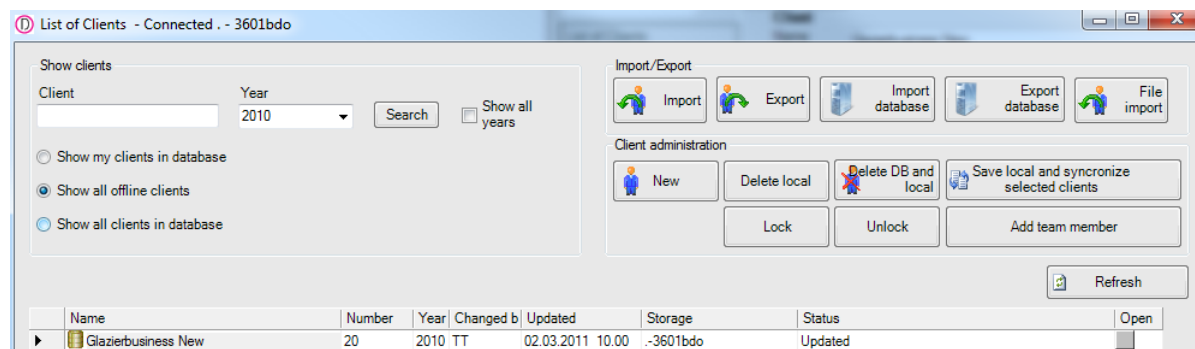 List of Clients - Connected . - 3601bdo
Show clients
Client
Year
2010
Search
Show all
years
Show my clients in database
Show all offline clients
Show all clients in database
Import/Export
Import
Export
Import
database
Export
database
File
import
Client administration
New
Delete local
Delete DB and
local
Save local and syncronize
selected clients
Lock
Unlock
Add team member
Refresh
Name Number Year Changed b Updated Storage Status Open
Glazierbusiness New 20 2010 TT 02.03.2011 10.00 .-3601bdo Updated